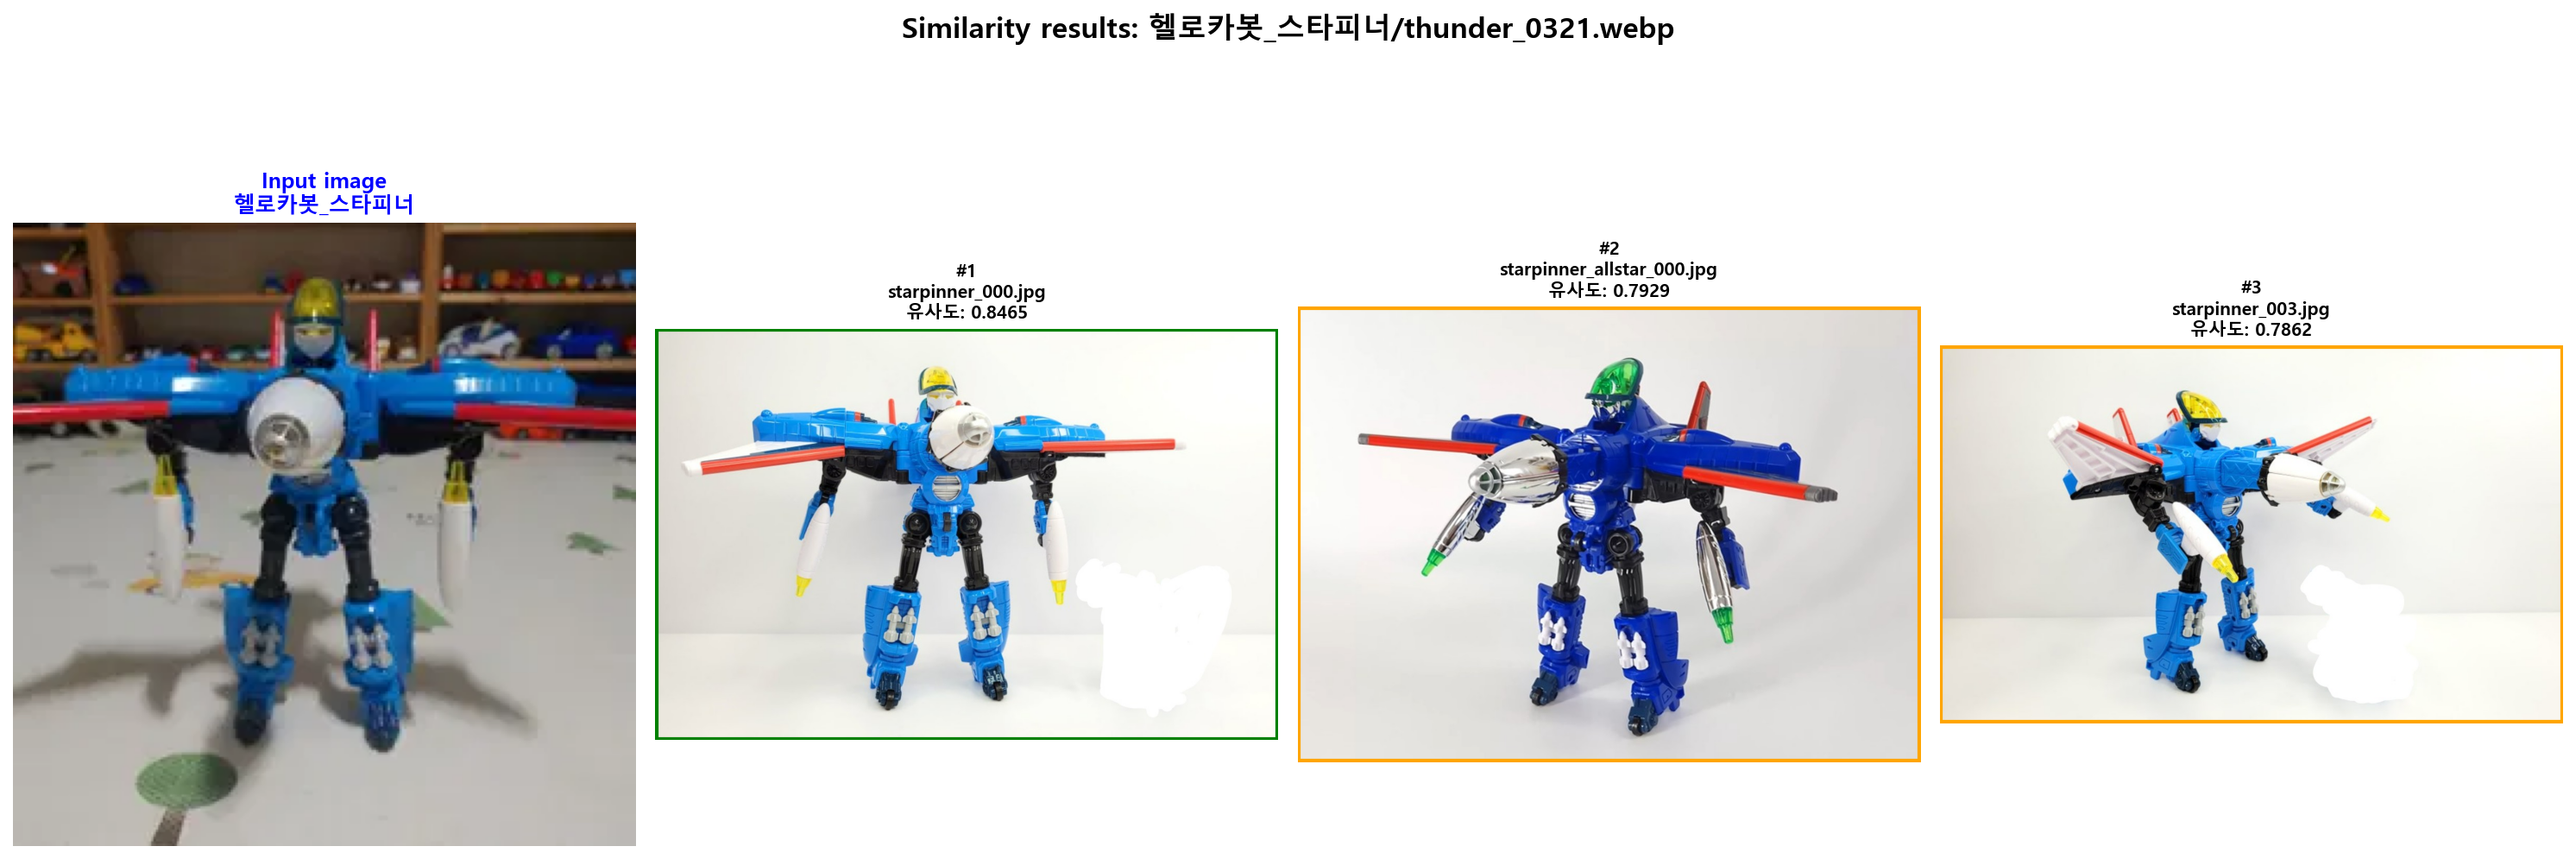 Similarity results: 헬로카봇_스타피너/thunder_0321.webp
Input image
헬로카봇_스타피너
#1
starpinner_000.jpg
유사도: 0.8465
#2
starpinner_allstar_000.jpg
유사도: 0.7929
#3
starpinner_003.jpg
유사도: 0.7862